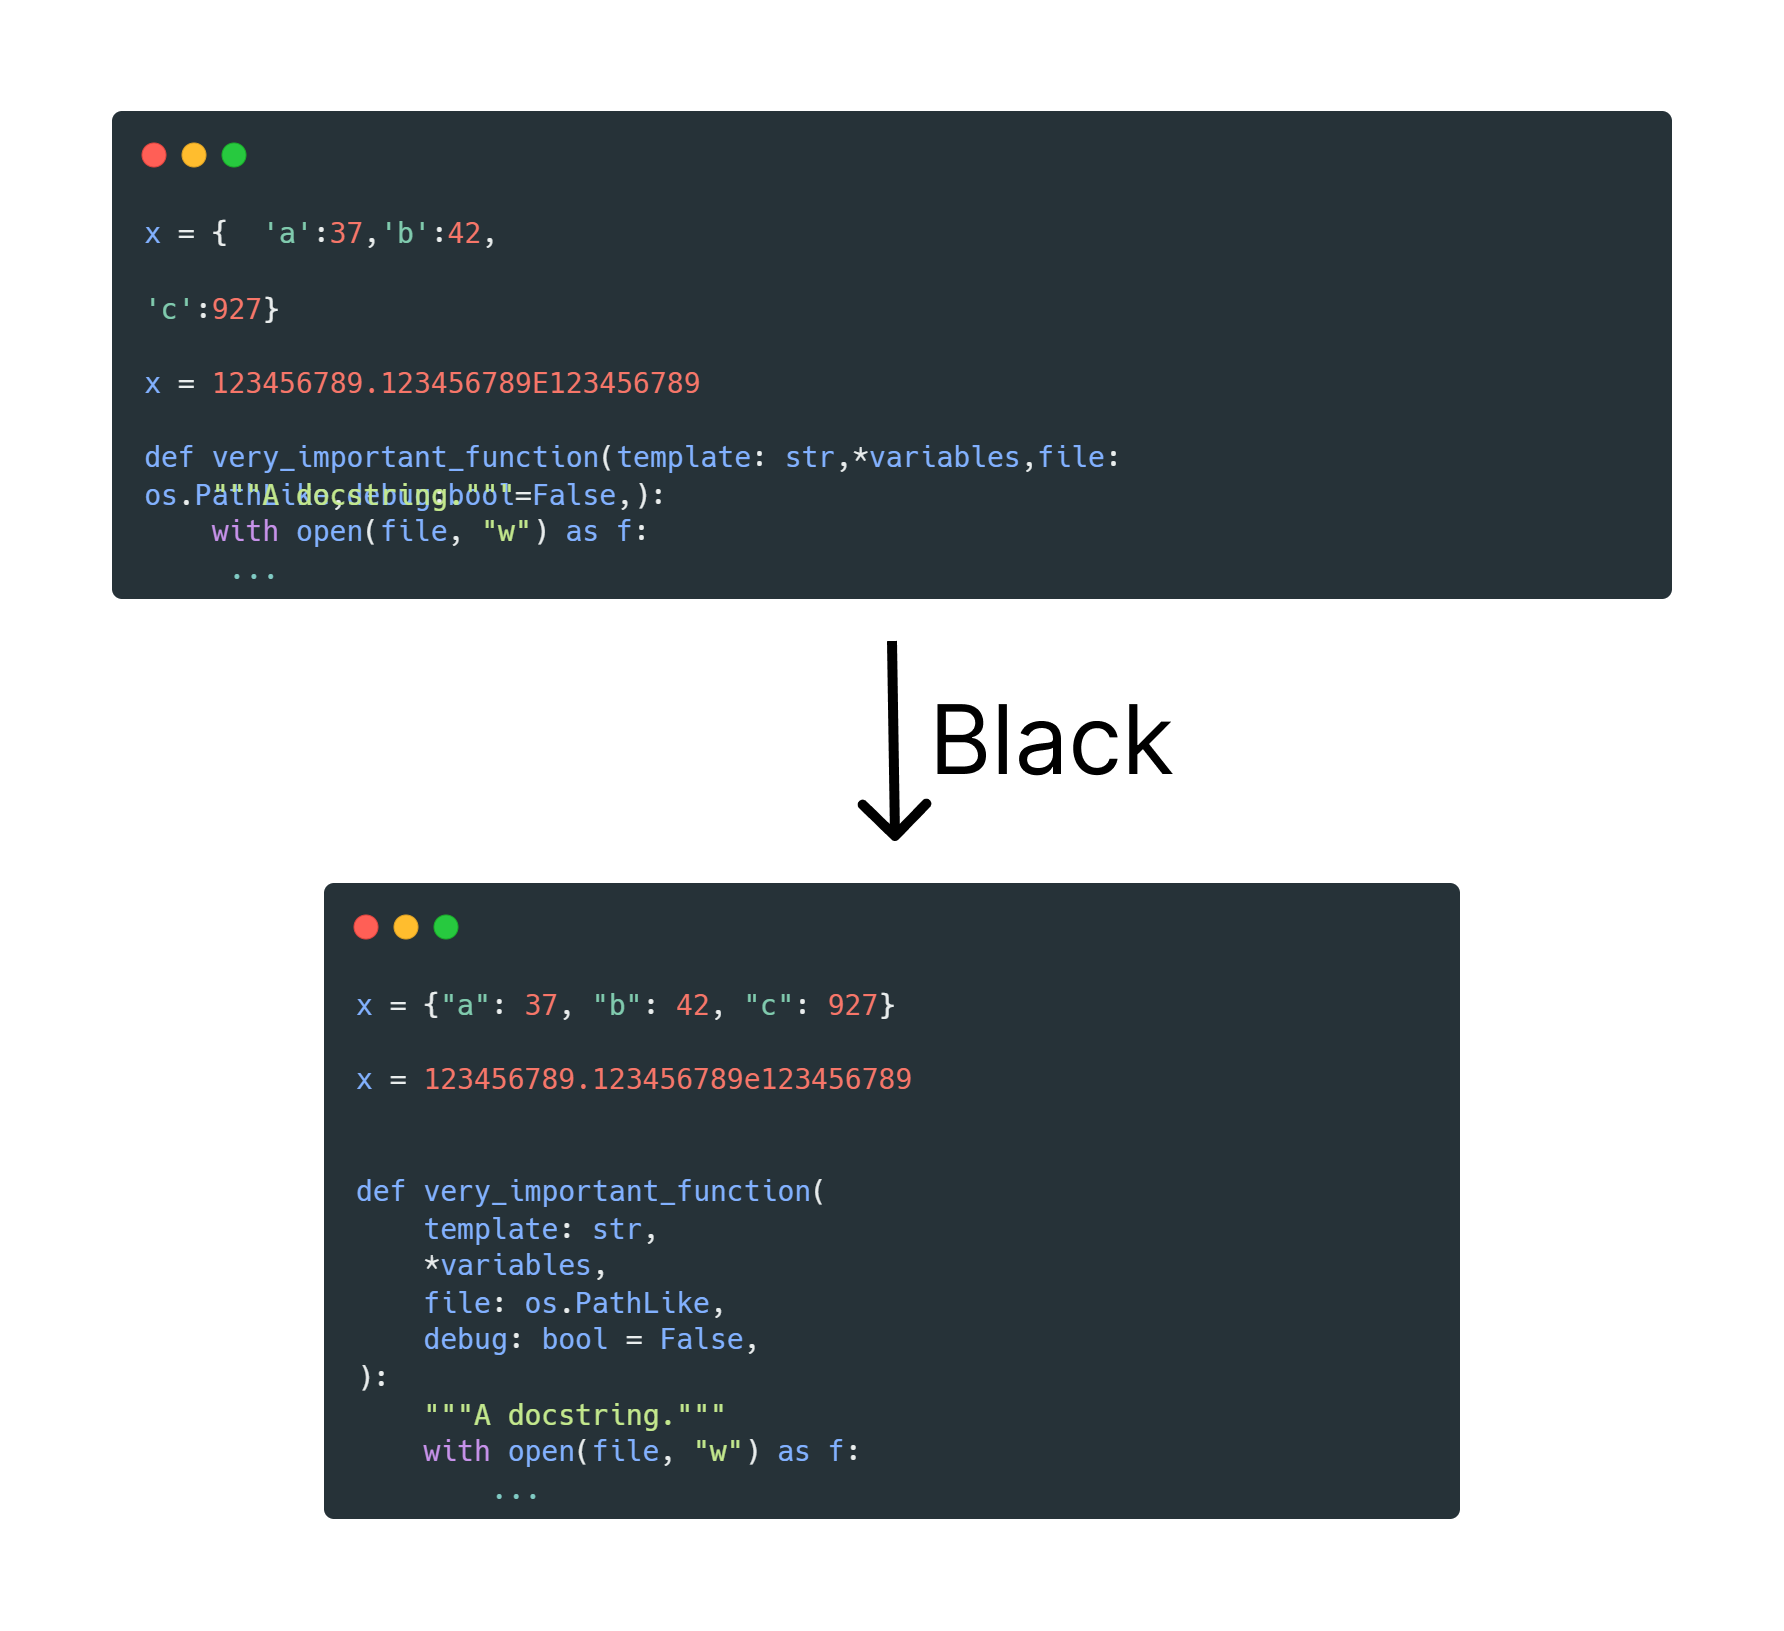 x = {  'a':37,'b':42,
'c':927}
x = 123456789.123456789E123456789
def very_important_function(template: str,*variables,file:
os.PathLike,debug:bool=False,):
    """A docstring."""
    with open(file, "w") as f:
     ...
Black
x = {"a": 37, "b": 42, "c": 927}
x = 123456789.123456789e123456789
def very_important_function(
    template: str,
    *variables,
    file: os.PathLike,
    debug: bool = False,
):
    """A docstring."""
    with open(file, "w") as f:
        ...